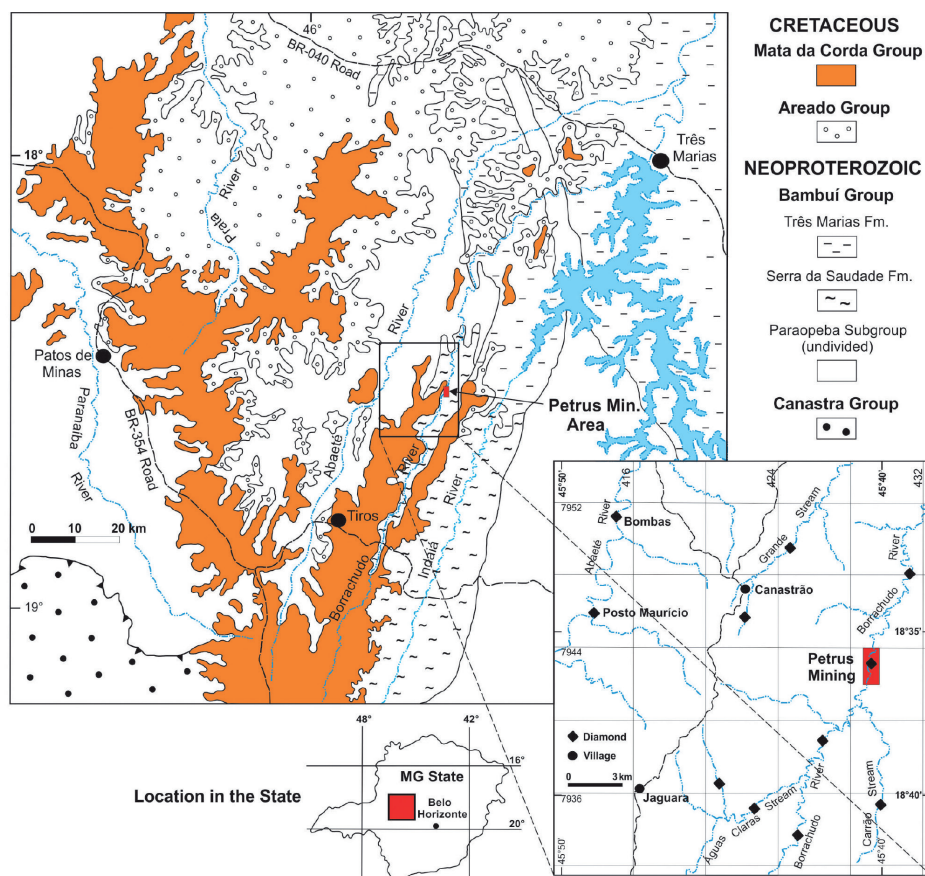 46°
BR-040 Road
18°
River
Prata
Três
Marias
Patos de
Minas
Paranaíba
River
BR-354 Road
River
Abaeté
Petrus Min.
Area
0 10 20 km
Tiros
Borrachudo
River
Indaiá
River
19°
CRETACEOUS
Mata da Corda Group
Areado Group
NEOPROTEROZOIC
Bambuí Group
Três Marias Fm.
Serra da Saudade Fm.
Paraopeba Subgroup
(undivided)
Canastra Group
45°50'
416
424
45°40'
432
7952
River
Abaeté
Bombas
Stream
Grande
River
Borrachudo
Canastrão
Posto Maurício
18°35'
7944
Petrus
Mining
Diamond
Village
0 3 km
7936
Jaguara
River
Stream
Claras
Águas
Borrachudo
Stream
Carrão
18°40'
45°50'
45°40'
Location in the State
48°
42°
16°
MG State
Belo
Horizonte
20°